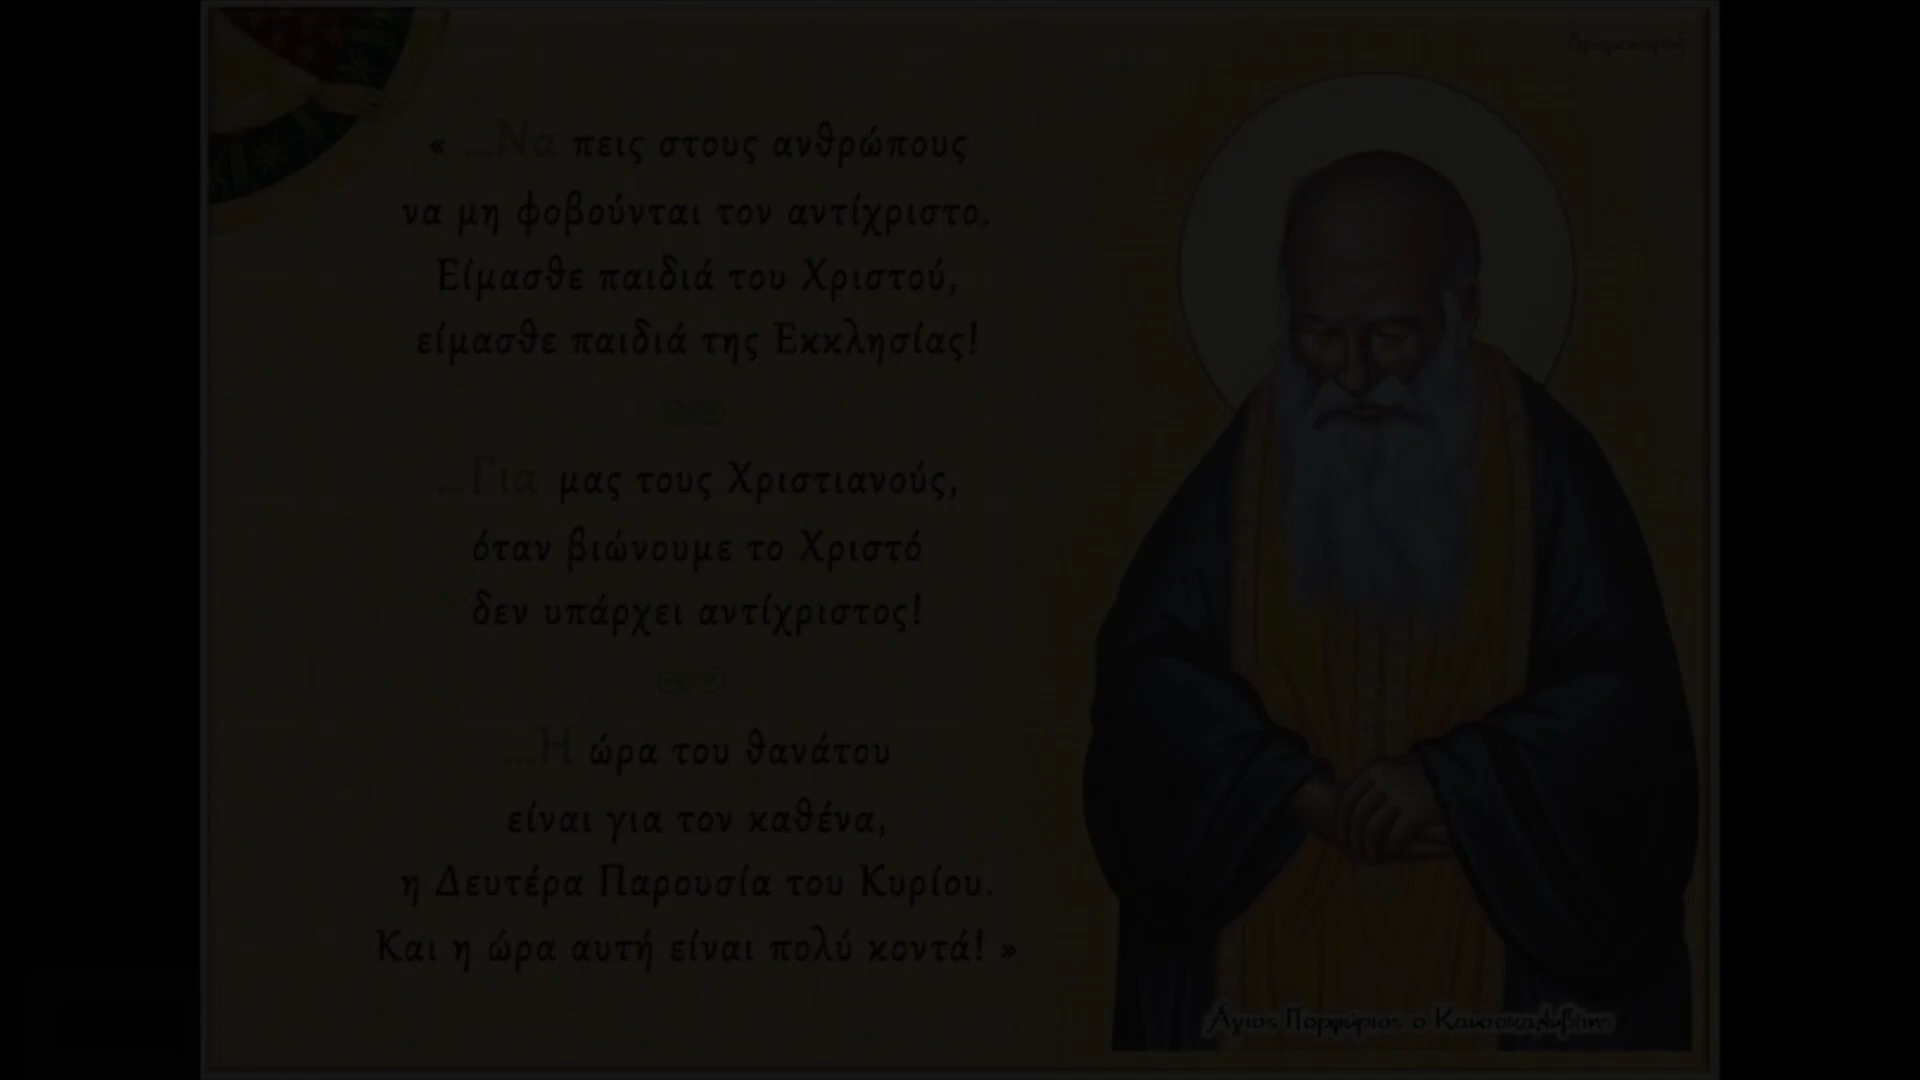 « ...Να πεις στους ανθρώπους
να μη φοβούνται τον αντίχριστο.
Είμασθε παιδιά του Χριστού,
είμασθε παιδιά της Εκκλησίας!
...Για μας τους Χριστιανούς,
όταν βιώνουμε το Χριστό
δεν υπάρχει αντίχριστος!
...Η ώρα του θανάτου
είναι για τον καθένα,
η Δευτέρα Παρουσία του Κυρίου.
Και η ώρα αυτή είναι πολύ κοντά! »
Άγιος Πορφύριος ο Καυσοκαλυβίτης